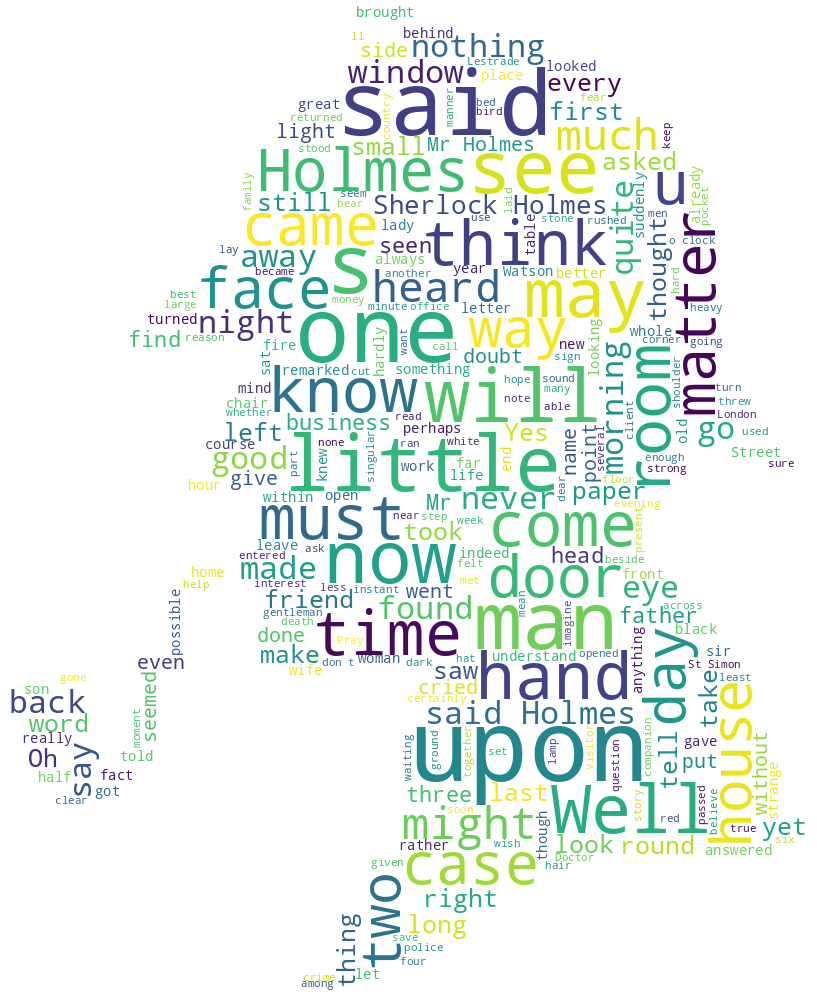 brought
ll
behind
side
nothing
Lestrade
looked
window
place
every
said
great
country
manner
bed
bird
fear
first
light
returned
much
keep
small
Mr Holmes
stood
asked
Holmes
see
u
family
seem
hear
laid
already
pocket
still
Sherlock Holmes
quite
suddenly
men
came
lady
use
stone
rushed
thought
o clock
lay
away
seen
think
table
matter
always
s
became
another
year
Watson
better
hard
face
heard
may
heavy
best
large
money
minute
office
letter
whole
turned
night
one
way
new
corner
going
find
reason
fire
hardly
want
call
doubt
sign
looking
room
sat
remarked
cut
something
mind
know
will
hope
sound
many
shoulder
turn
chair
note
able
morning
client
threw
whether
business
read
London
left
perhaps
Yes
name
old
go
used
course
none
ran
white
point
several
Street
good
part
knew
singular
little
far
end
enough
strong
sure
work
life
dear
floor
hour
give
within
open
Mr
never
paper
evening
must
near
step
week
took
come
present
leave
ask
indeed
head
beside
entered
now
felt
door
home
made
interest
less
instant
met
eye
front
help
went
mean
friend
found
across
possible
gentleman
imagine
father
death
time
man
done
Pray
black
understand
opened
sir
even
make
don t
woman
dark
hat
saw
anything
St Simon
gone
wife
cried
hand
day
take
least
son
certainly
back
seemed
moment
said Holmes
house
word
really
upon
tell
companion
gave
Oh
told
waiting
ground
together
set
lamp
visitor
question
put
without
strange
half
say
fact
got
clear
three
last
Well
passed
believe
soon
story
red
true
yet
might
though
six
rather
wish
Doctor
look
round
answered
case
hair
given
two
right
thing
long
save
police
four
crime
let
among